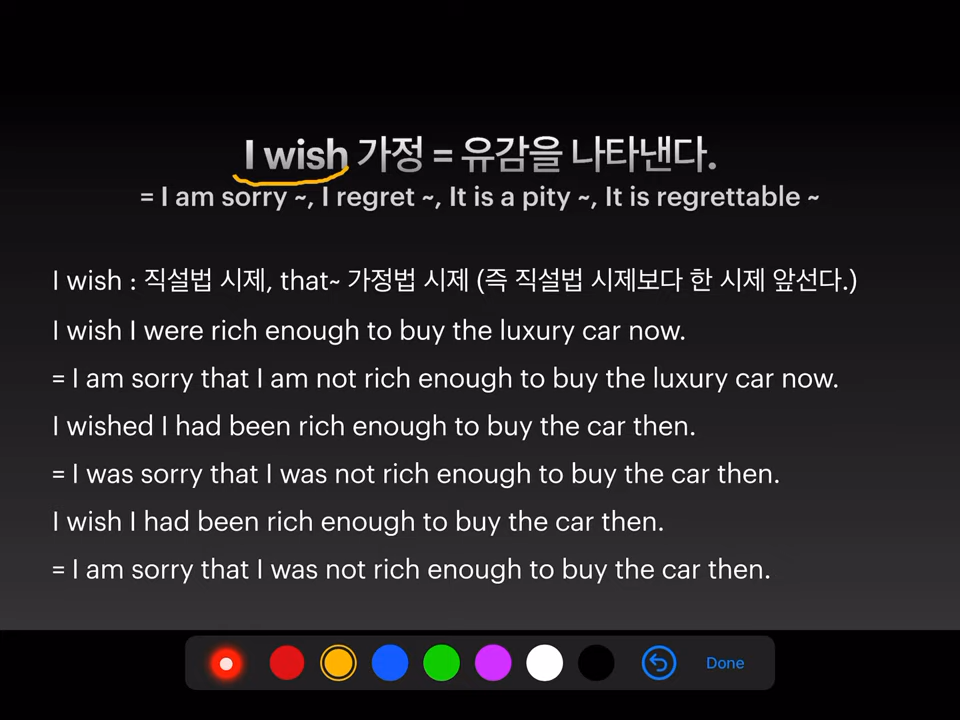 I wish 가정 = 유감을 나타낸다.
= I am sorry ~, I regret ~, It is a pity ~, It is regrettable ~
I wish : 직설법 시제, that~ 가정법 시제 (즉 직설법 시제보다 한 시제 앞선다.)
I wish I were rich enough to buy the luxury car now.
= I am sorry that I am not rich enough to buy the luxury car now.
I wished I had been rich enough to buy the car then.
= I was sorry that I was not rich enough to buy the car then.
I wish I had been rich enough to buy the car then.
= I am sorry that I was not rich enough to buy the car then.
Done